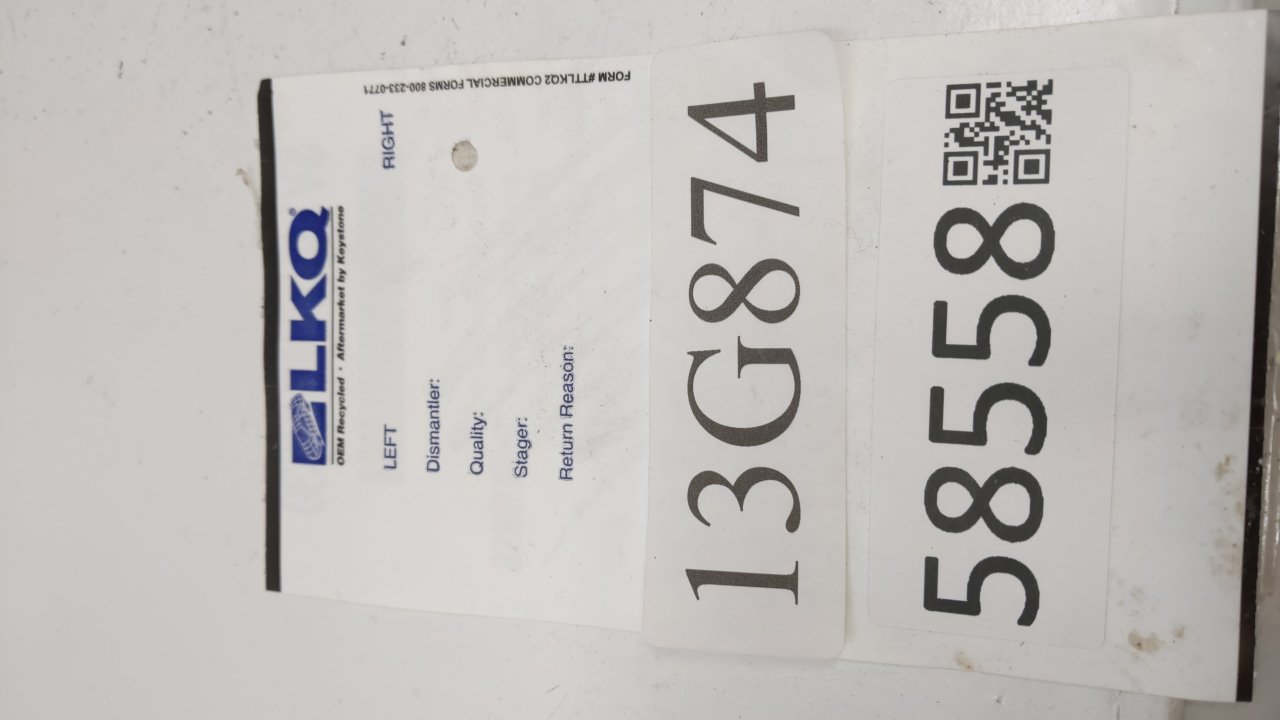 LKQ®
OEM Recycled · Aftermarket by Keystone
LEFT RIGHT
Dismantler:
Quality:
Stager:
Return Reason:
FORM #TTLKQ2 COMMERCIAL FORMS 800-233-0771
13G874
58558